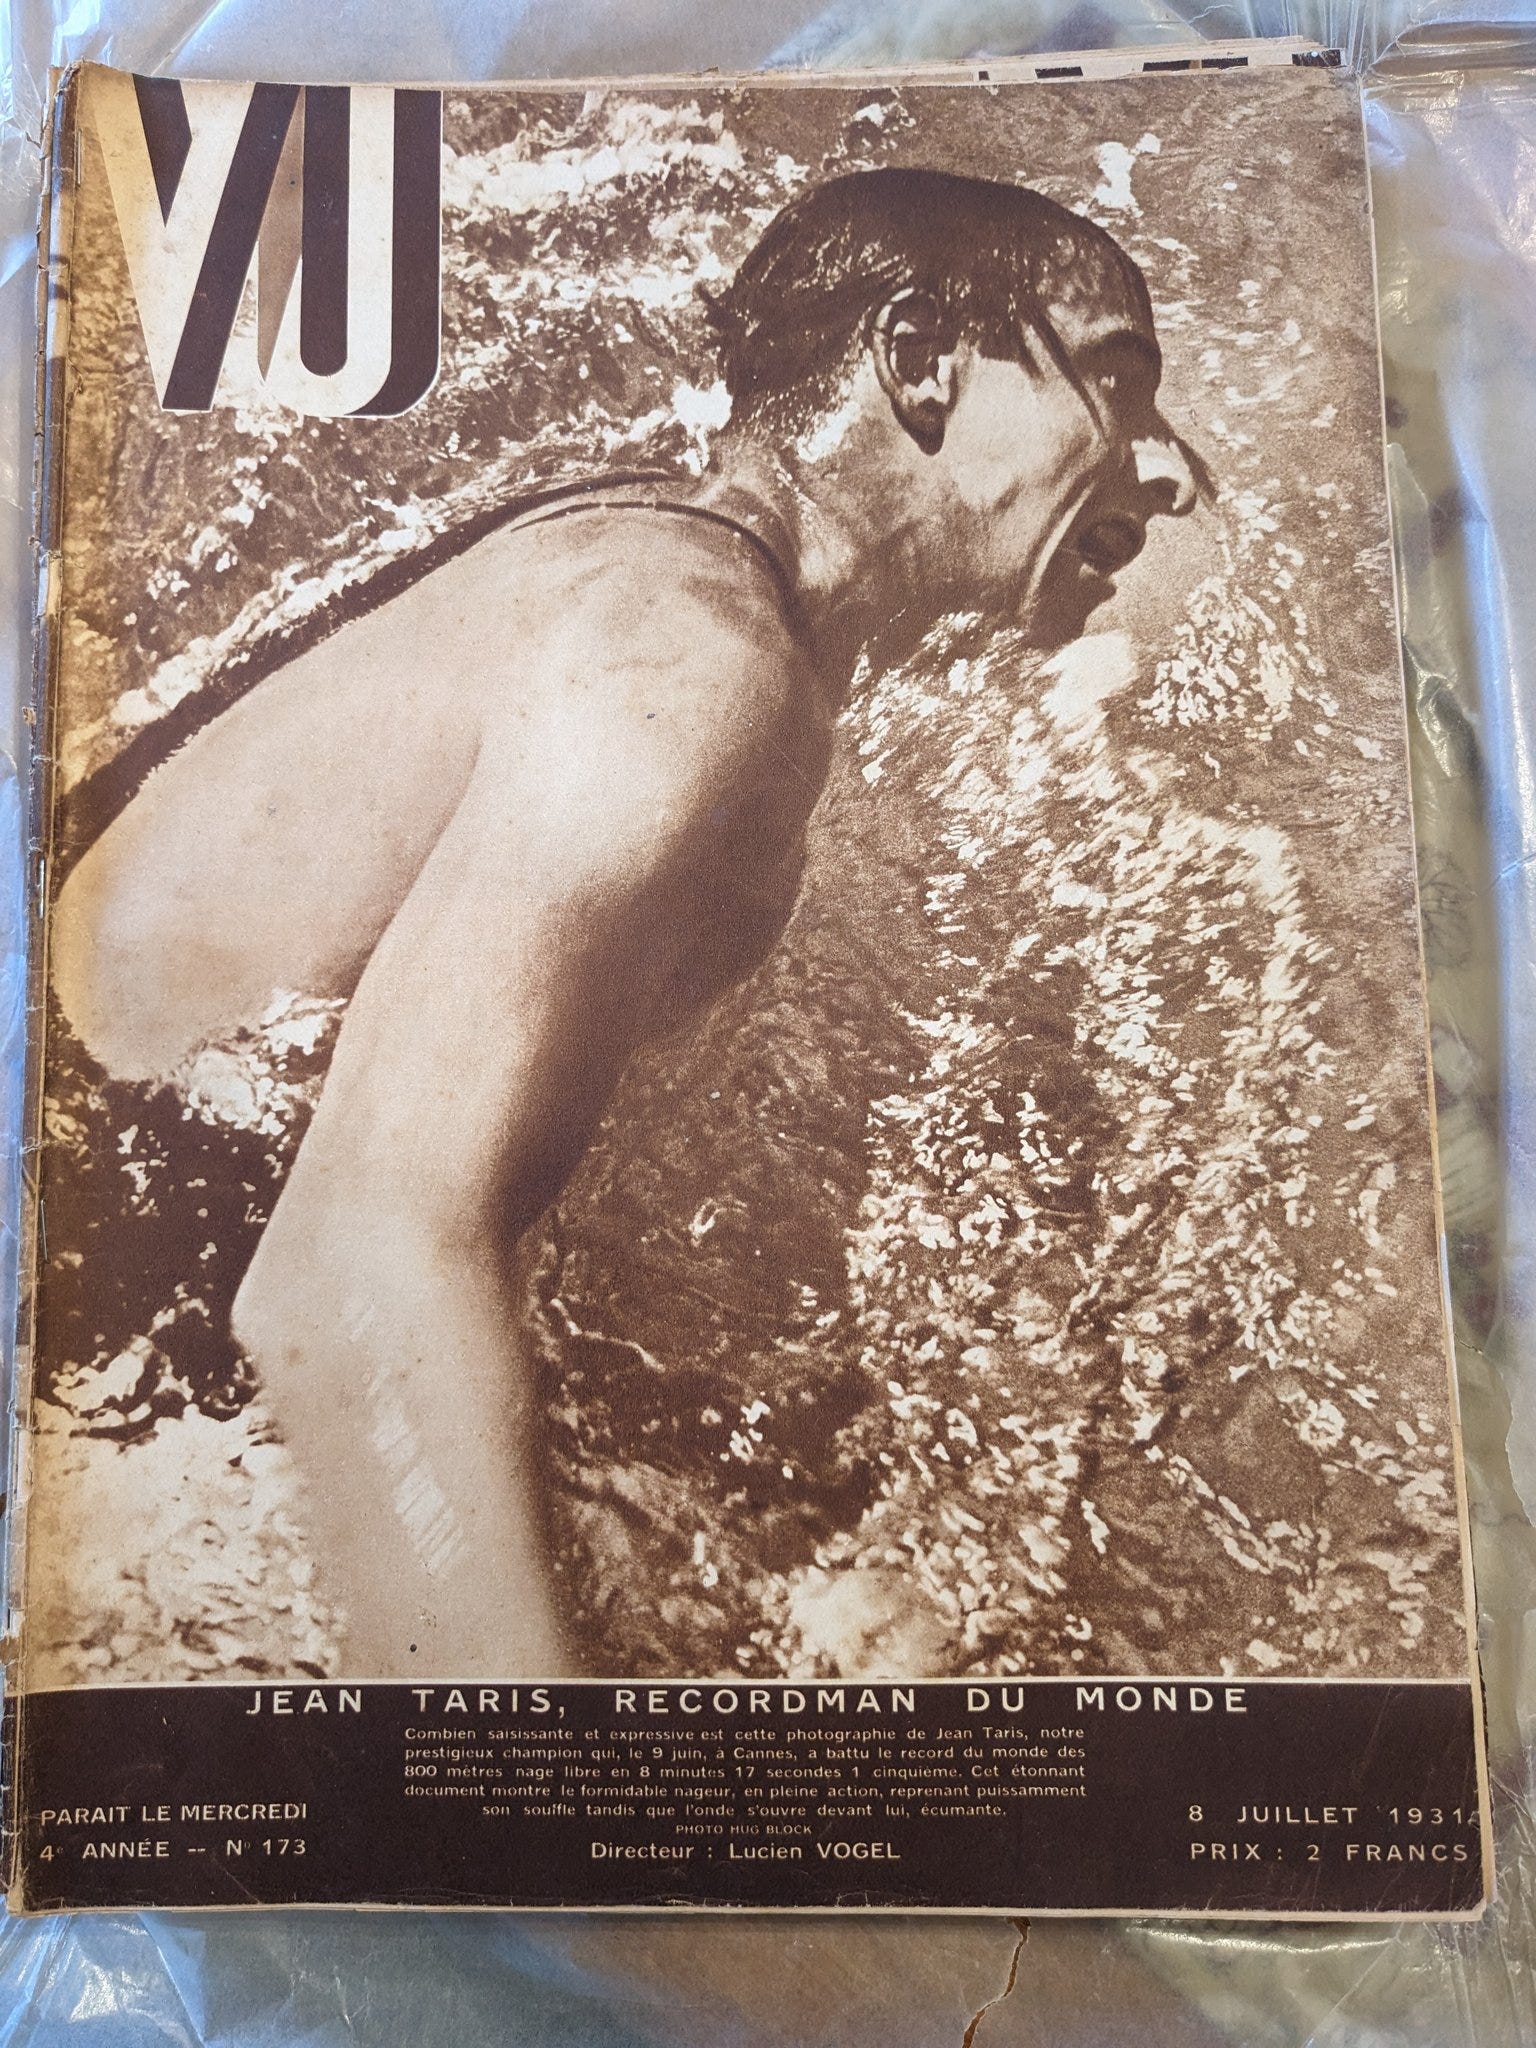 VU
JEAN TARIS, RECORDMAN DU MONDE
Combien saisissante et expressive est cette photographie de Jean Taris, notre
prestigieux champion qui, le 9 juin, à Cannes, a battu le record du monde des
800 mètres nage libre en 8 minutes 17 secondes 1 cinquième. Cet étonnant
document montre le formidable nageur, en pleine action, reprenant puissamment
son souffle tandis que l'onde s'ouvre devant lui, écumante.
PHOTO HUG BLOCK
Directeur : Lucien VOGEL
PARAIT LE MERCREDI
4e ANNÉE -- No 173
8 JUILLET 1931
PRIX : 2 FRANCS